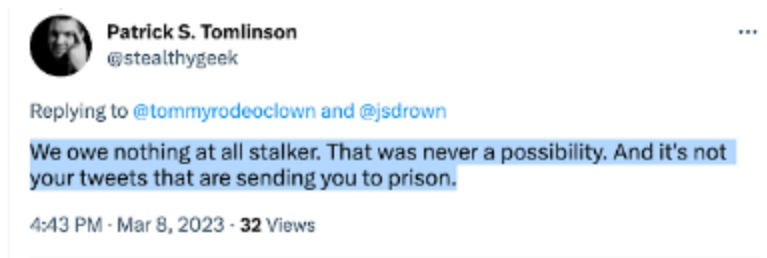 Patrick S. Tomlinson
@stealthygeek
Replying to @tommyrodeoclown and @jsdrown
We owe nothing at all stalker. That was never a possibility. And it's not
your tweets that are sending you to prison.
4:43 PM · Mar 8, 2023 · 32 Views